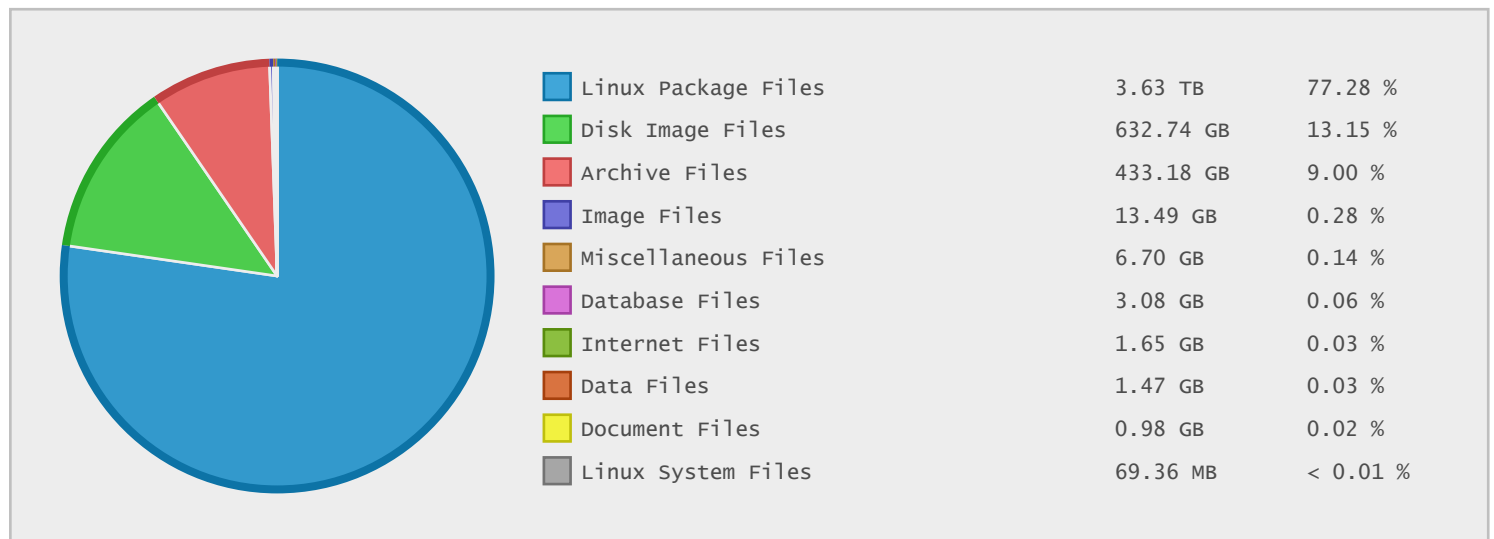 Linux Package Files 3.63 TB 77.28 %
Disk Image Files 632.74 GB 13.15 %
Archive Files 433.18 GB 9.00 %
Image Files 13.49 GB 0.28 %
Miscellaneous Files 6.70 GB 0.14 %
Database Files 3.08 GB 0.06 %
Internet Files 1.65 GB 0.03 %
Data Files 1.47 GB 0.03 %
Document Files 0.98 GB 0.02 %
Linux System Files 69.36 MB < 0.01 %